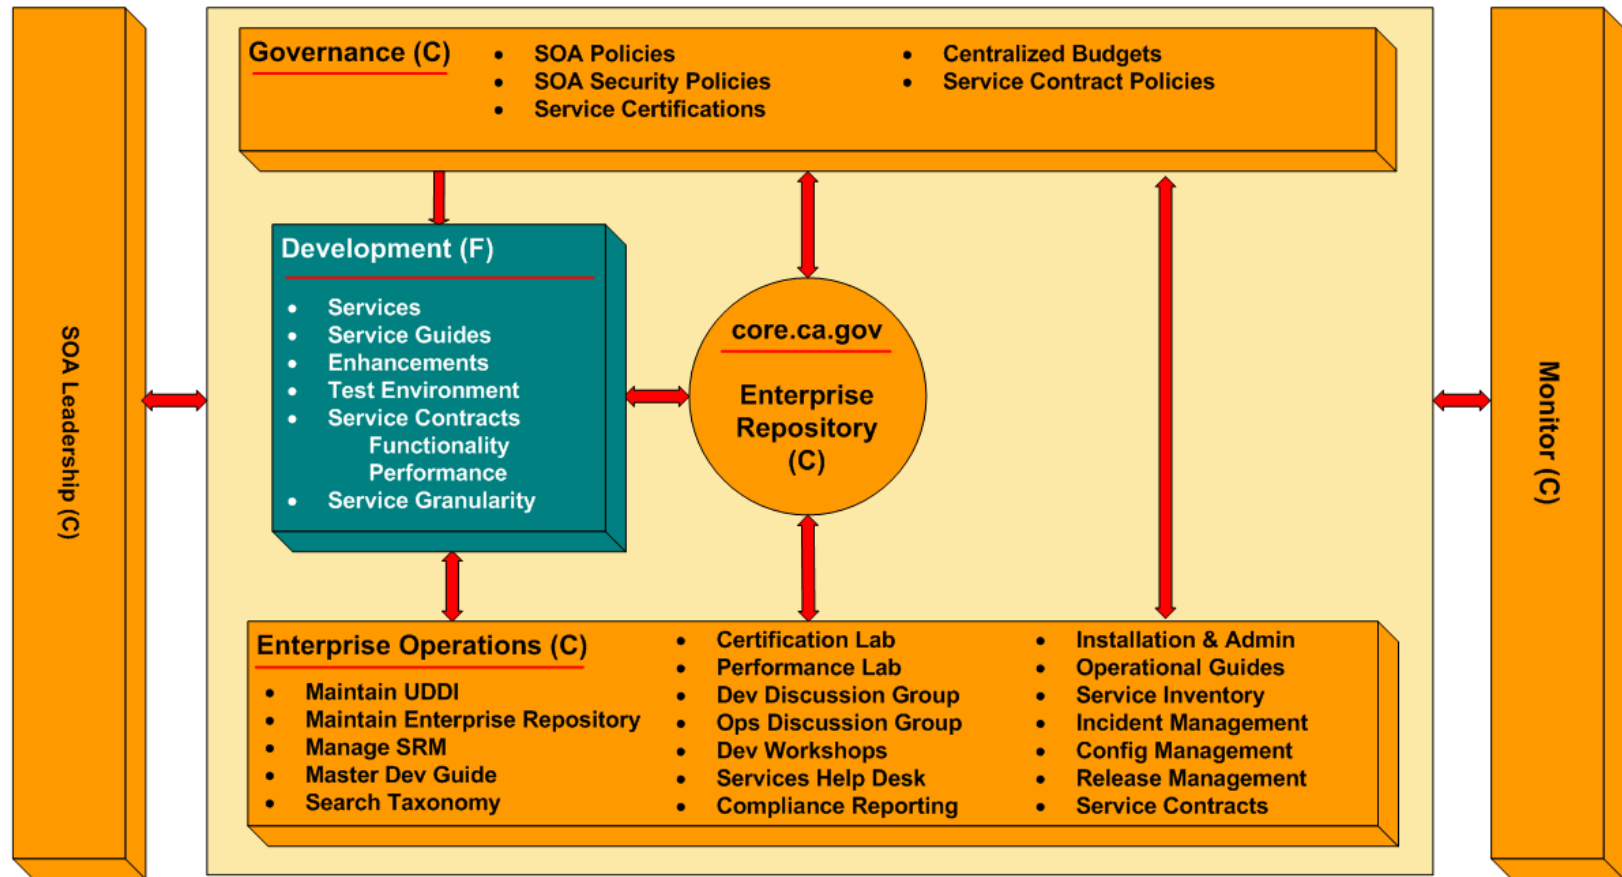 Governance (C)
• SOA Policies
• SOA Security Policies
• Service Certifications
• Centralized Budgets
• Service Contract Policies
SOA Leadership (C)
Development (F)
• Services
• Service Guides
• Enhancements
• Test Environment
• Service Contracts
Functionality
Performance
• Service Granularity
core.ca.gov
Enterprise
Repository
(C)
Monitor (C)
Enterprise Operations (C)
• Maintain UDDI
• Maintain Enterprise Repository
• Manage SRM
• Master Dev Guide
• Search Taxonomy
• Certification Lab
• Performance Lab
• Dev Discussion Group
• Ops Discussion Group
• Dev Workshops
• Services Help Desk
• Compliance Reporting
• Installation & Admin
• Operational Guides
• Service Inventory
• Incident Management
• Config Management
• Release Management
• Service Contracts